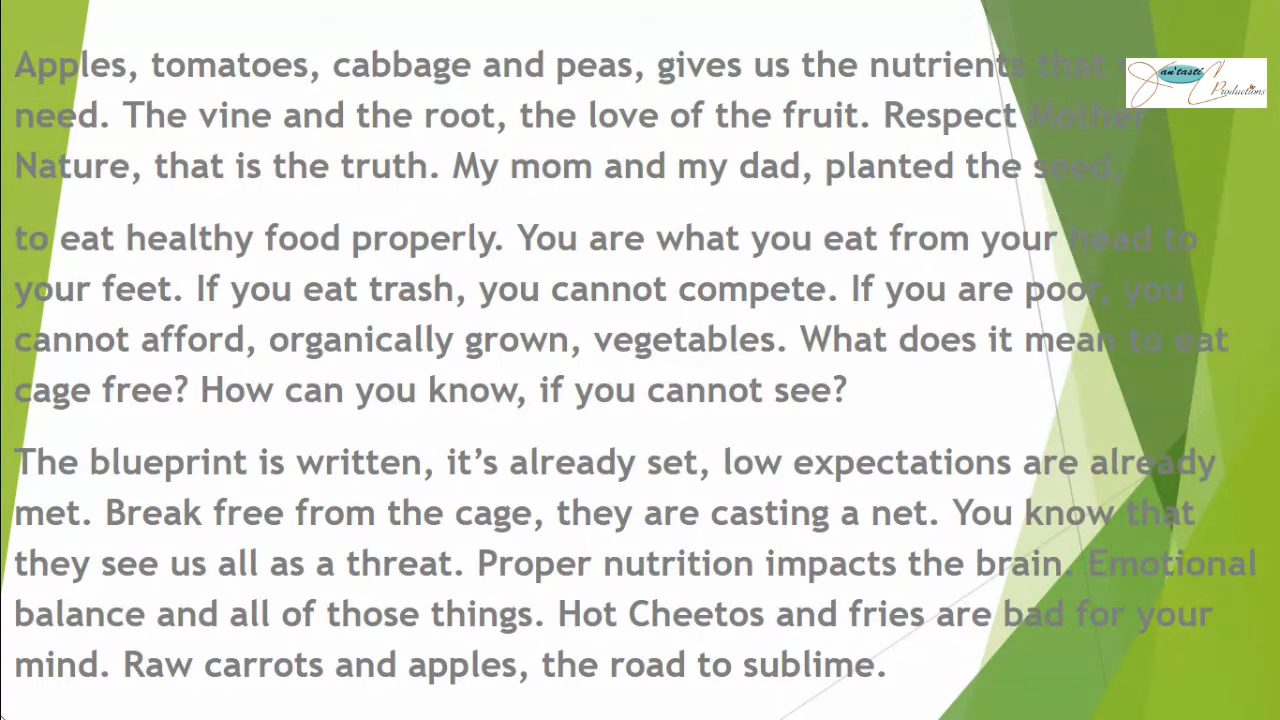 Apples, tomatoes, cabbage and peas, gives us the nutrients that
need. The vine and the root, the love of the fruit. Respect Mother
Nature, that is the truth. My mom and my dad, planted the seed,
to eat healthy food properly. You are what you eat from your head to
your feet. If you eat trash, you cannot compete. If you are poor, you
cannot afford, organically grown, vegetables. What does it mean to eat
cage free? How can you know, if you cannot see?
The blueprint is written, it’s already set, low expectations are already
met. Break free from the cage, they are casting a net. You know that
they see us all as a threat. Proper nutrition impacts the brain. Emotional
balance and all of those things. Hot Cheetos and fries are bad for your
mind. Raw carrots and apples, the road to sublime.
Productions